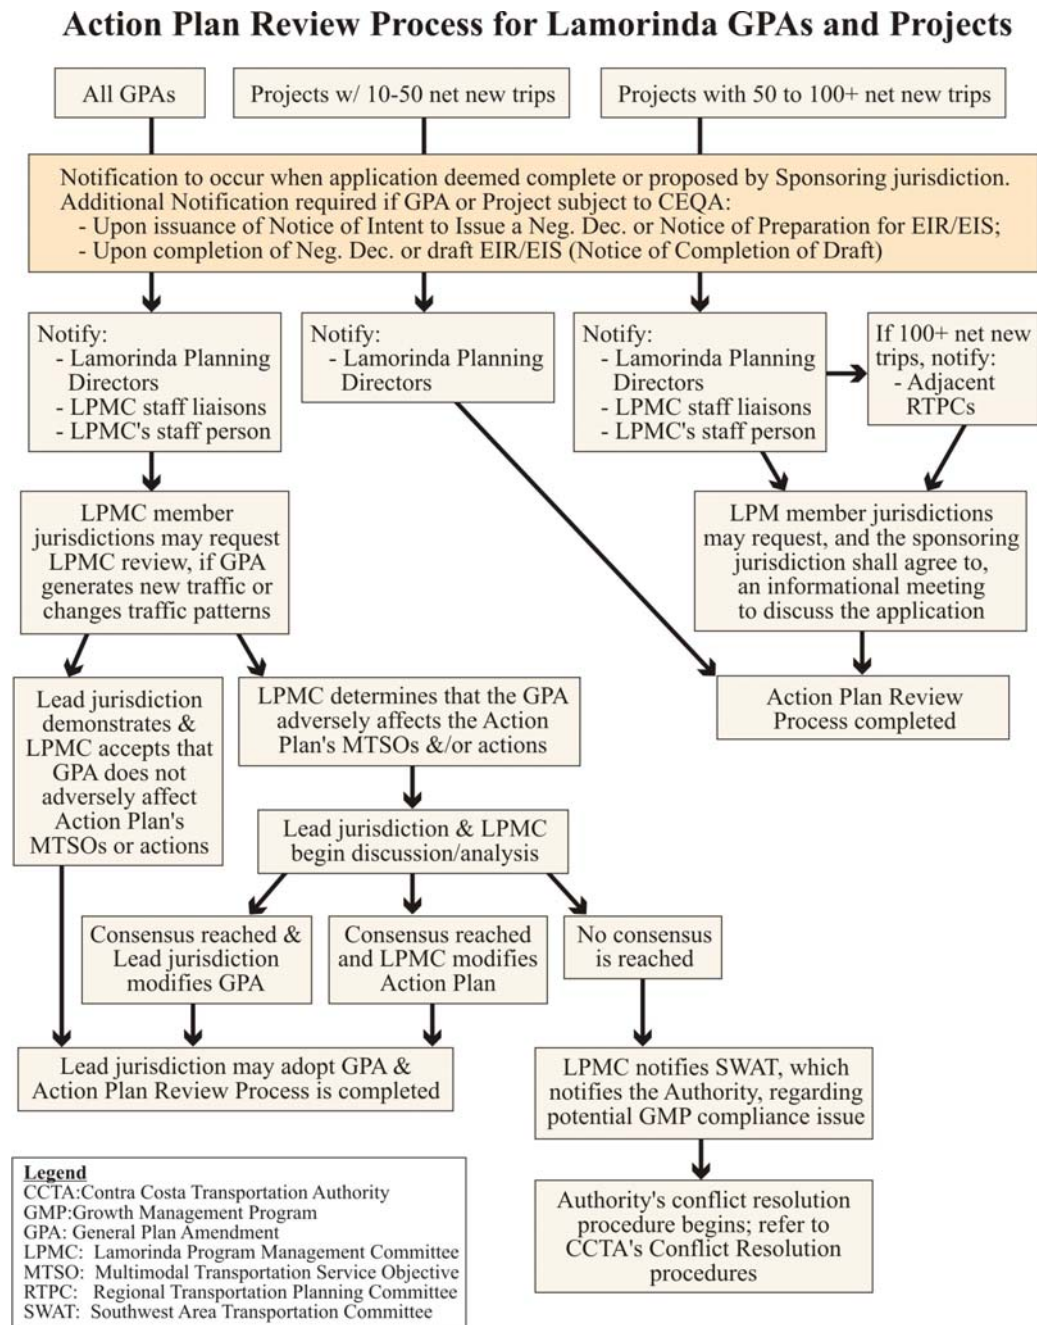 Action Plan Review Process for Lamorinda GPAs and Projects
All GPAs
Projects w/ 10-50 net new trips
Projects with 50 to 100+ net new trips
Notification to occur when application deemed complete or proposed by Sponsoring jurisdiction.
Additional Notification required if GPA or Project subject to CEQA:
- Upon issuance of Notice of Intent to Issue a Neg. Dec. or Notice of Preparation for EIR/EIS;
- Upon completion of Neg. Dec. or draft EIR/EIS (Notice of Completion of Draft)
Notify:
- Lamorinda Planning
Directors
- LPMC staff liaisons
- LPMC's staff person
Notify:
- Lamorinda Planning
Directors
Notify:
- Lamorinda Planning
Directors
- LPMC staff liaisons
- LPMC's staff person
If 100+ net new
trips, notify:
- Adjacent
RTPCs
LPMC member
jurisdictions may request
LPMC review, if GPA
generates new traffic or
changes traffic patterns
LPM member jurisdictions
may request, and the sponsoring
jurisdiction shall agree to,
an informational meeting
to discuss the application
Lead jurisdiction
demonstrates &
LPMC accepts that
GPA does not
adversely affect
Action Plan's
MTSOs or actions
LPMC determines that the GPA
adversely affects the Action
Plan's MTSOs &/or actions
Action Plan Review
Process completed
Lead jurisdiction & LPMC
begin discussion/analysis
Consensus reached &
Lead jurisdiction
modifies GPA
Consensus reached
and LPMC modifies
Action Plan
No consensus
is reached
Lead jurisdiction may adopt GPA &
Action Plan Review Process is completed
LPMC notifies SWAT, which
notifies the Authority, regarding
potential GMP compliance issue
Authority's conflict resolution
procedure begins; refer to
CCTA's Conflict Resolution
procedures
Legend
CCTA:Contra Costa Transportation Authority
GMP:Growth Management Program
GPA: General Plan Amendment
LPMC: Lamorinda Program Management Committee
MTSO: Multimodal Transportation Service Objective
RTPC: Regional Transportation Planning Committee
SWAT: Southwest Area Transportation Committee